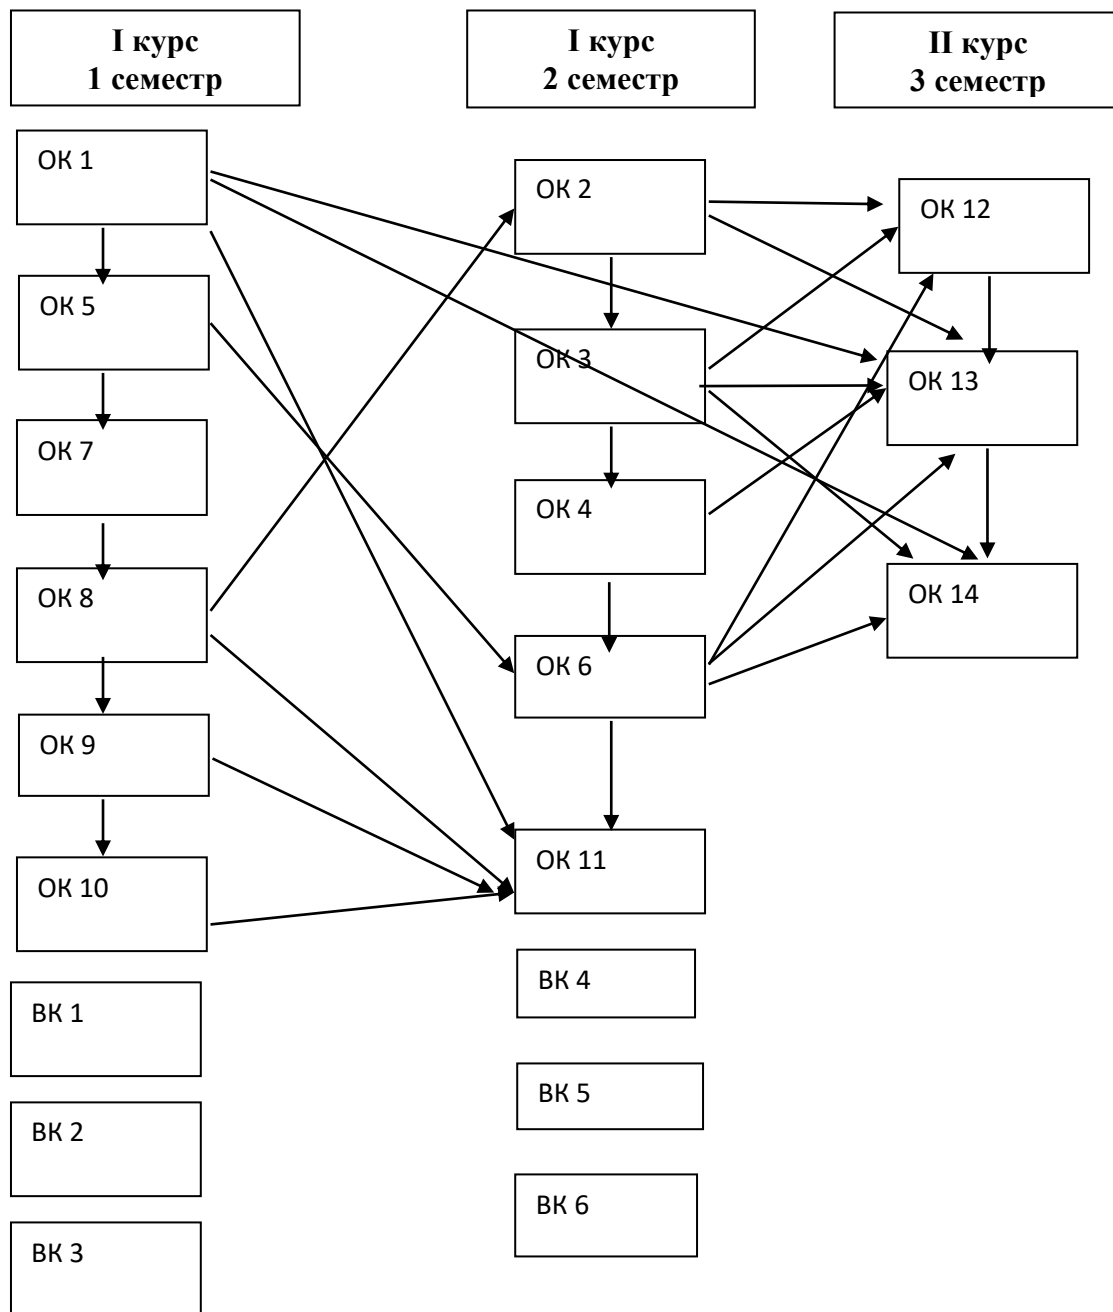 І курс
1 семестр
І курс
2 семестр
ІІ курс
3 семестр
ОК 1
ОК 5
ОК 7
ОК 8
ОК 9
ОК 10
ВК 1
ВК 2
ВК 3
ОК 2
ОК 3
ОК 4
ОК 6
ОК 11
ВК 4
ВК 5
ВК 6
ОК 12
ОК 13
ОК 14